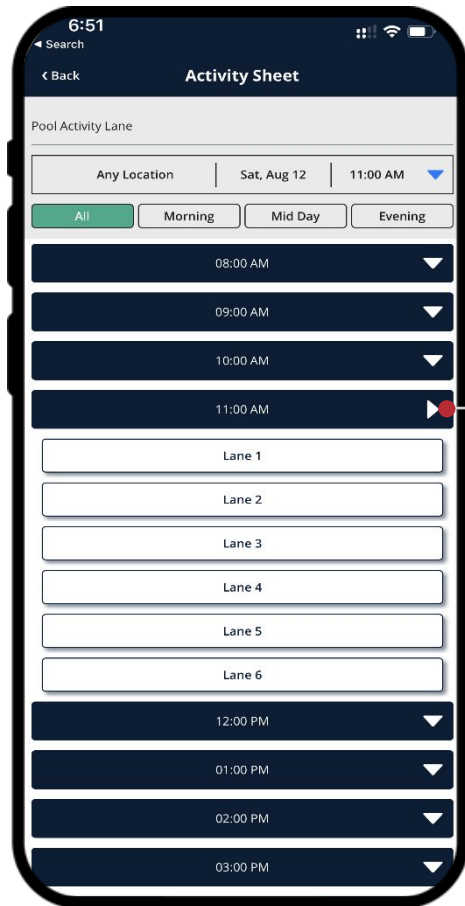 6:51
Search
Back
Activity Sheet
Pool Activity Lane
Any Location Sat, Aug 12 11:00 AM
All Morning Mid Day Evening
08:00 AM
09:00 AM
10:00 AM
11:00 AM
Lane 1
Lane 2
Lane 3
Lane 4
Lane 5
Lane 6
12:00 PM
01:00 PM
02:00 PM
03:00 PM